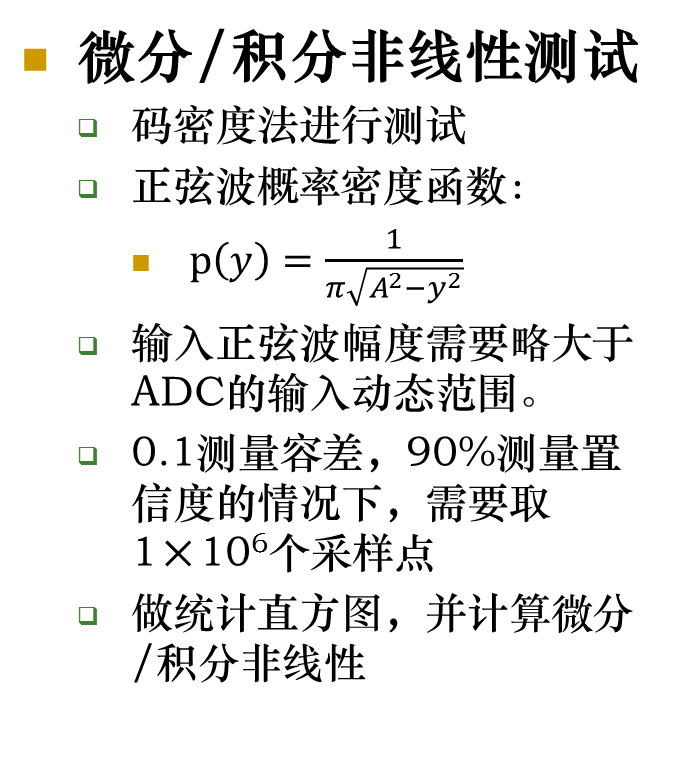 微分/积分非线性测试
码密度法进行测试
正弦波概率密度函数：
p(y) = \frac{1}{π\sqrt{A²−y²}}
输入正弦波幅度需要略大于
ADC的输入动态范围。
0.1测量容差，90%测量置
信度的情况下，需要取
1×10⁶个采样点
做统计直方图，并计算微分
/积分非线性